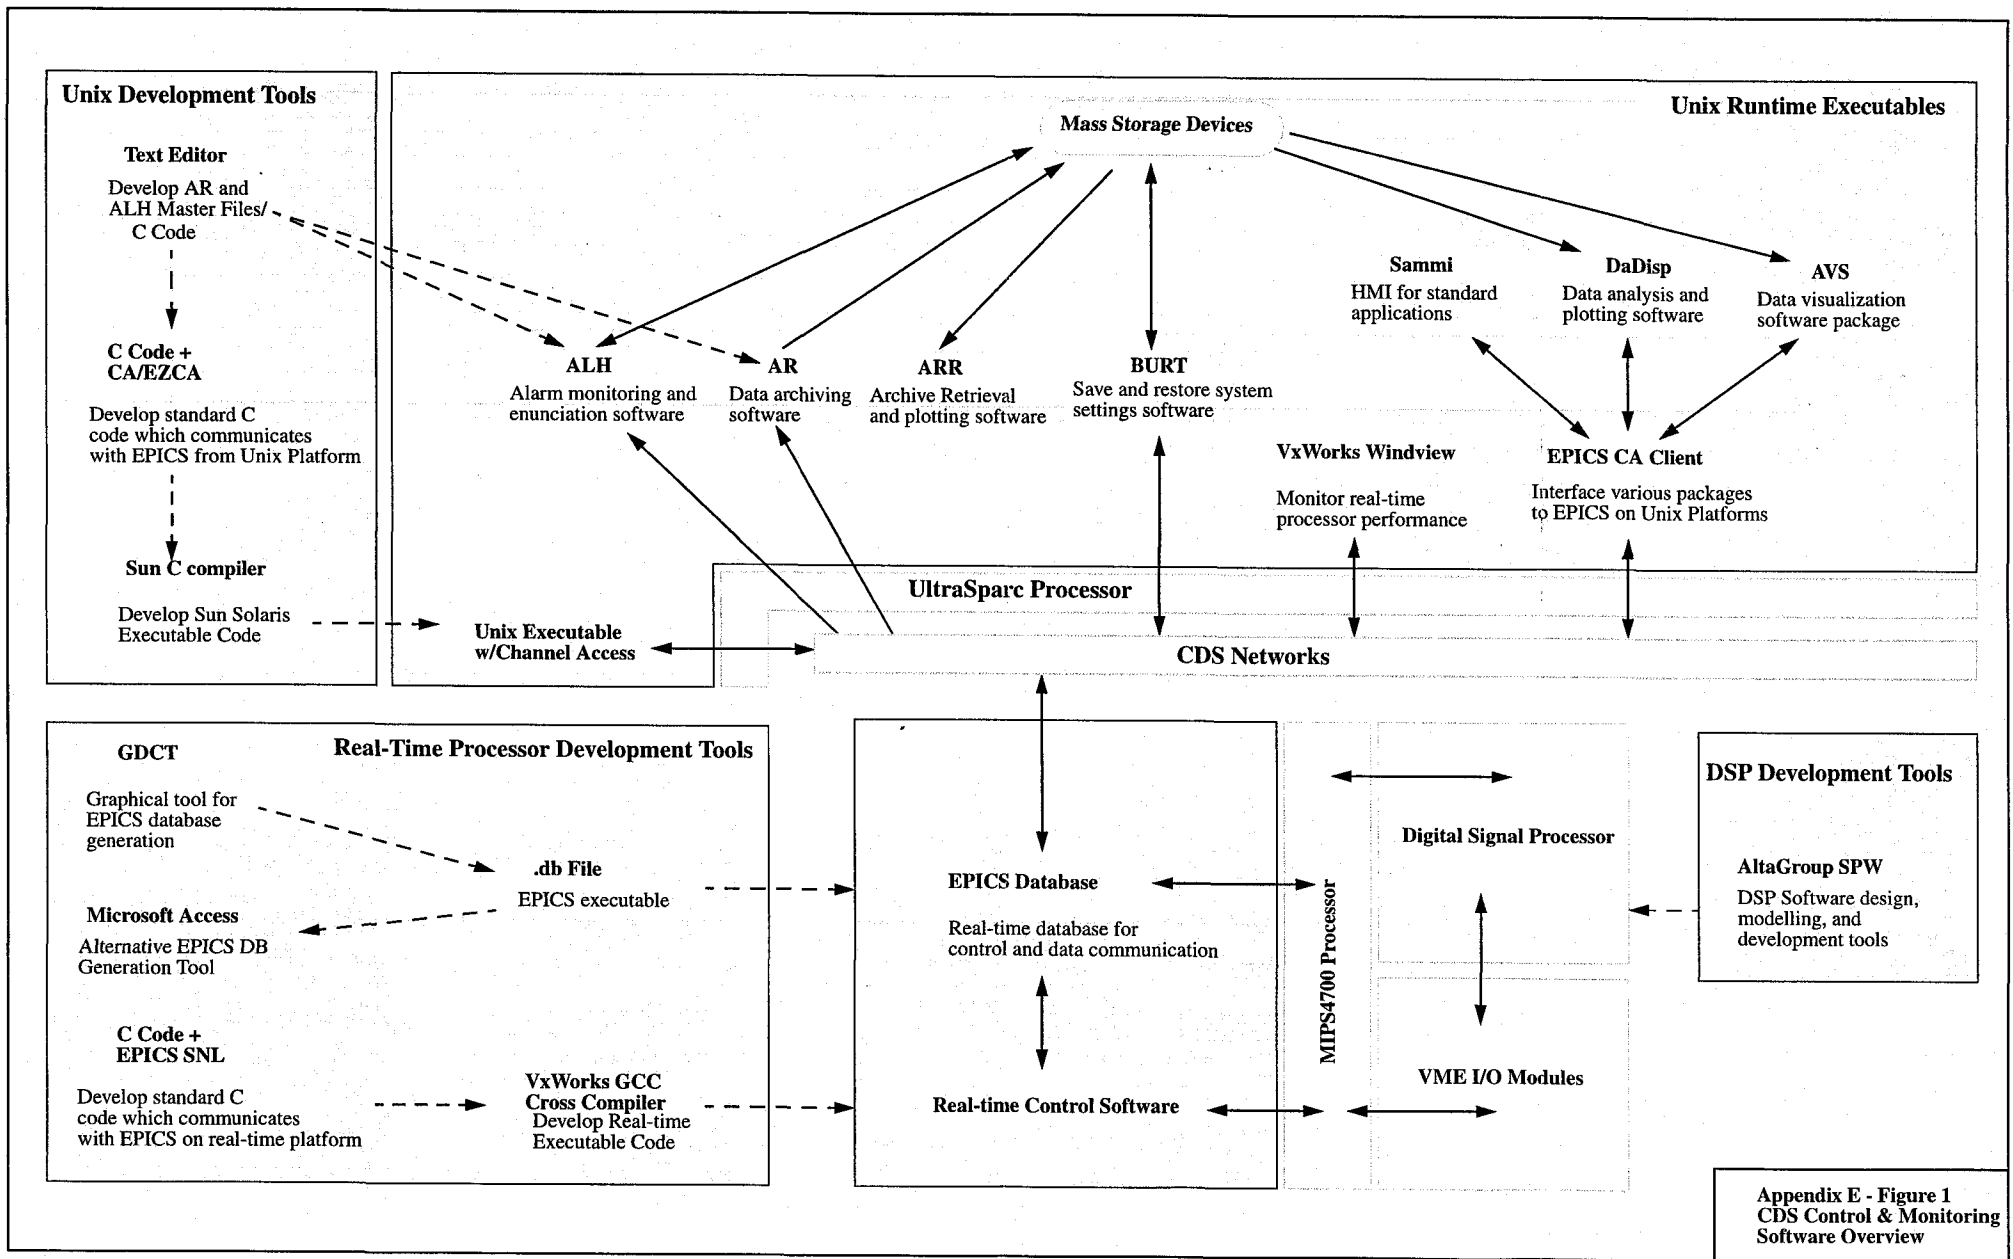 Unix Development Tools
Text Editor
Develop AR and
ALH Master Files/
C Code
C Code +
CA/EZCA
Develop standard C
code which communicates
with EPICS from Unix Platform
Sun C compiler
Develop Sun Solaris
Executable Code
Unix Runtime Executables
Mass Storage Devices
Sammi
HMI for standard
applications
DaDisp
Data analysis and
plotting software
AVS
Data visualization
software package
ALH
Alarm monitoring and
enunciation software
AR
Data archiving
software
ARR
Archive Retrieval
and plotting software
BURT
Save and restore system
settings software
VxWorks Windview
Monitor real-time
processor performance
EPICS CA Client
Interface various packages
to EPICS on Unix Platforms
UltraSparc Processor
Unix Executable
w/Channel Access
CDS Networks
Real-Time Processor Development Tools
GDCT
Graphical tool for
EPICS database
generation
.db File
EPICS executable
Microsoft Access
Alternative EPICS DB
Generation Tool
C Code +
EPICS SNL
Develop standard C
code which communicates
with EPICS on real-time platform
VxWorks GCC
Cross Compiler
Develop Real-time
Executable Code
EPICS Database
Real-time database for
control and data communication
Real-time Control Software
MIPS4700 Processor
Digital Signal Processor
VME I/O Modules
DSP Development Tools
AltaGroup SPW
DSP Software design,
modelling, and
development tools
Appendix E - Figure 1
CDS Control & Monitoring
Software Overview